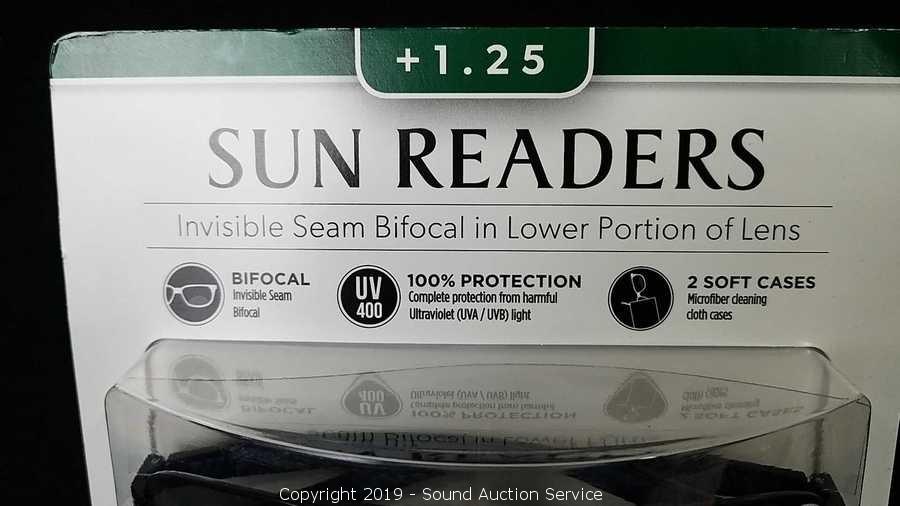 +1.25
SUN READERS
Invisible Seam Bifocal in Lower Portion of Lens
BIFOCAL
Invisible Seam
Bifocal
UV
400
100% PROTECTION
Complete protection from harmful
Ultraviolet (UVA / UVB) light
2 SOFT CASES
Microfiber cleaning
cloth cases
Copyright 2019 - Sound Auction Service